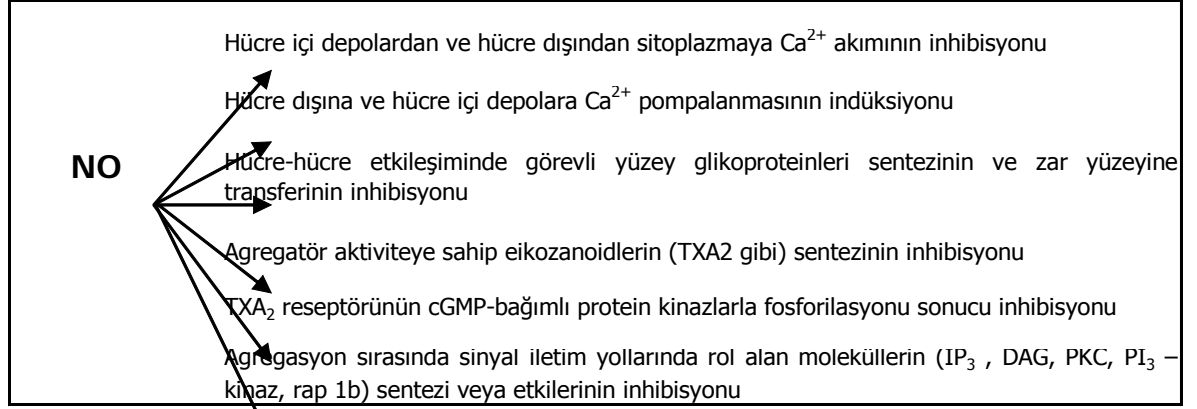 Hücre içi depolardan ve hücre dışından sitoplazmaya Ca²⁺ akımının inhibisyonu
Hücre dışına ve hücre içi depolara Ca²⁺ pompalanmasının indüksiyonu
NO
Hücre-hücre etkileşiminde görevli yüzey glikoproteinleri sentezinin ve zar yüzeyine
transferinin inhibisyonu
Agregatör aktiviteye sahip eikozanoidlerin (TXA2 gibi) sentezinin inhibisyonu
TXA₂ reseptörünün cGMP-bağımlı protein kinazlarla fosforilasyonu sonucu inhibisyonu
Agregasyon sırasında sinyal iletim yollarında rol alan moleküllerin (IP₃ , DAG, PKC, PI₃ –
kinaz, rap 1b) sentezi veya etkilerinin inhibisyonu